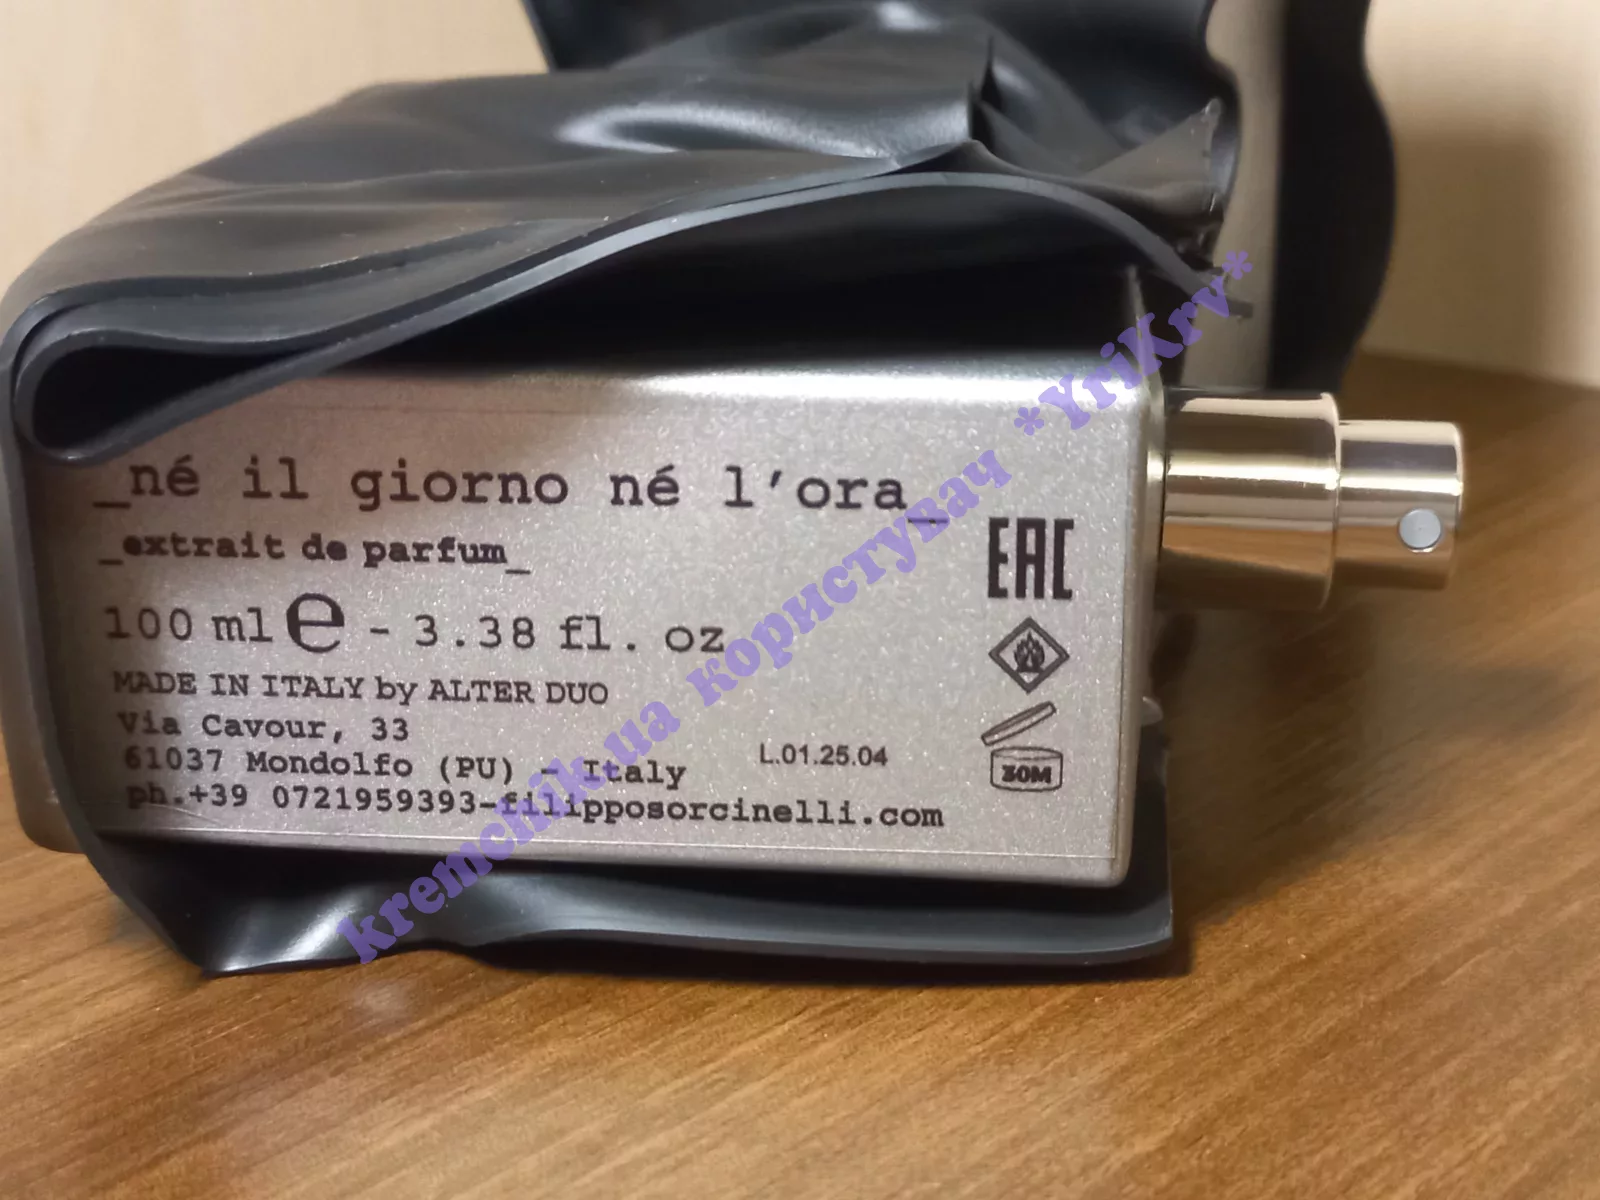 _né il giorno né l'ora_
_extrait de parfum_
100 ml e - 3.38 fl. oz
MADE IN ITALY by ALTER DUO
Via Cavour, 33
61037 Mondolfo (PU) - Italy
ph.+39 0721959393-filipposorcinelli.com
L.01.25.04
EAC
30M
kremchik.ua користувач *YriKrv*